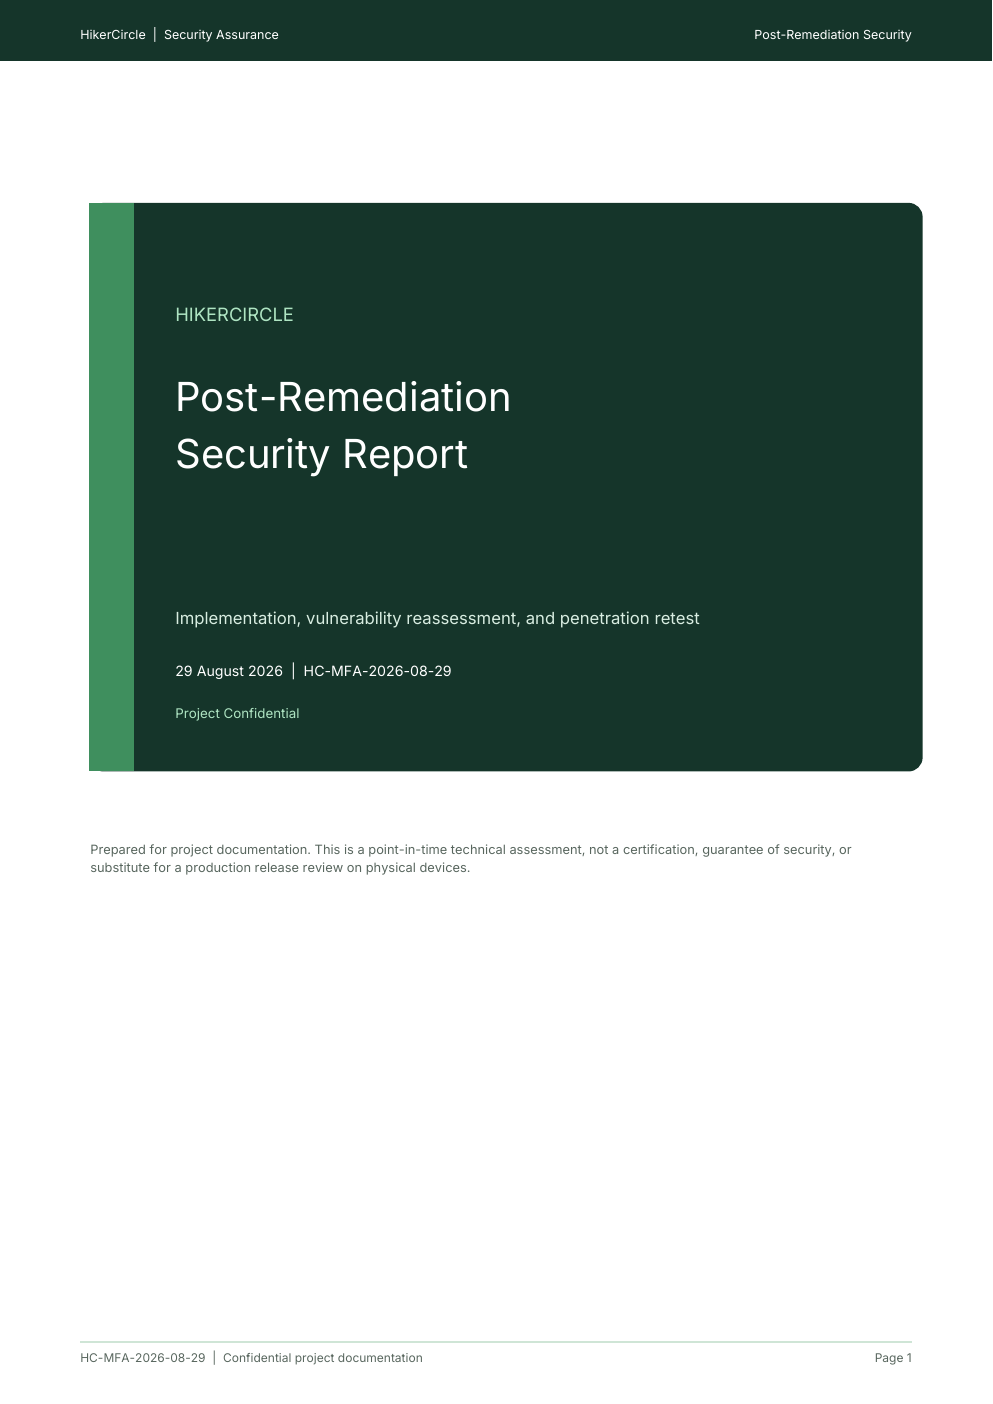 HikerCircle | Security Assurance
Post-Remediation Security
HIKERCIRCLE
Post-Remediation
Security Report
Implementation, vulnerability reassessment, and penetration retest
29 August 2026 | HC-MFA-2026-08-29
Project Confidential
Prepared for project documentation. This is a point-in-time technical assessment, not a certification, guarantee of security, or
substitute for a production release review on physical devices.
HC-MFA-2026-08-29 | Confidential project documentation
Page 1